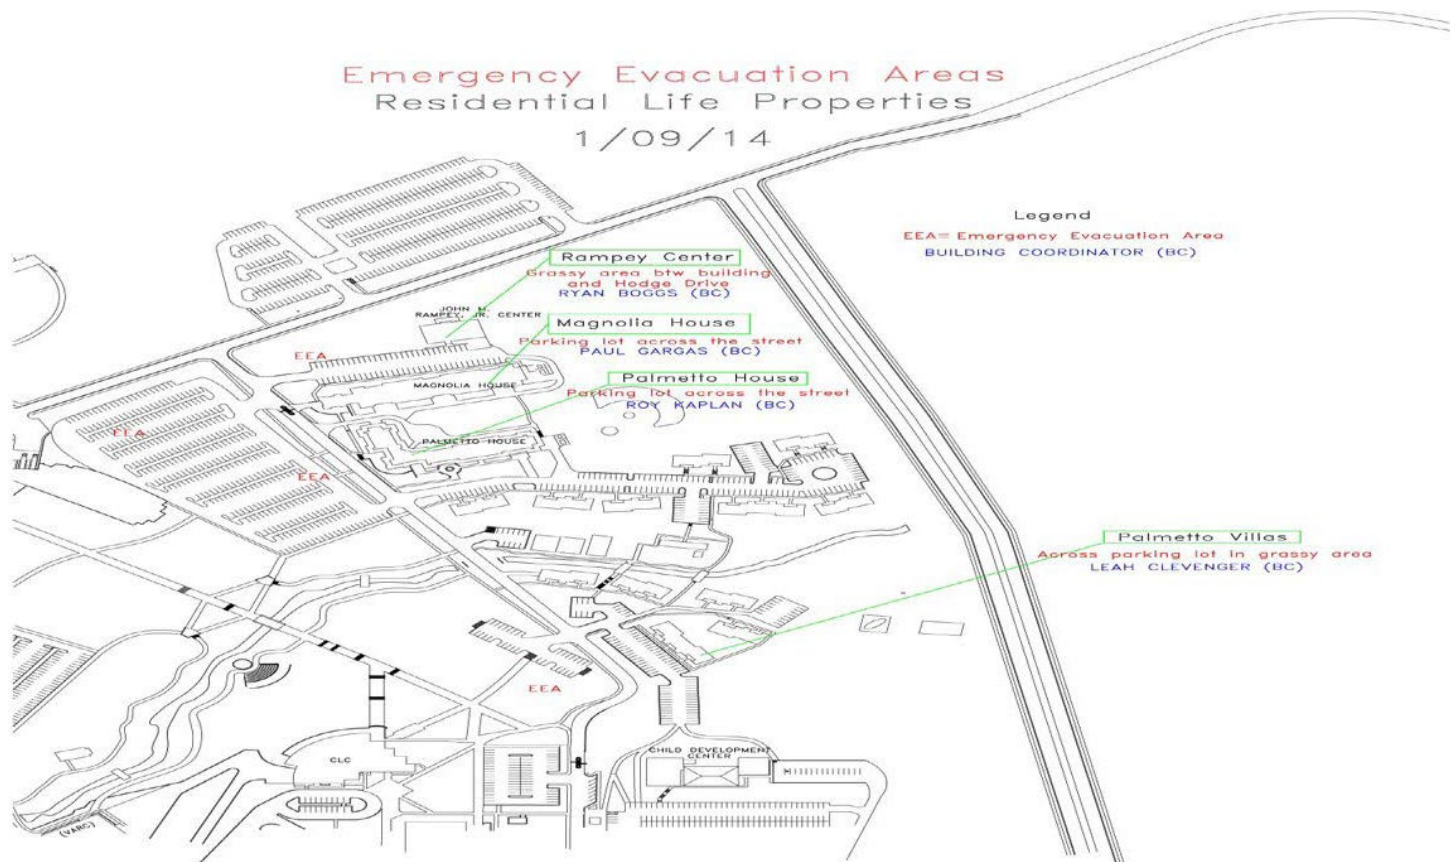 Emergency Evacuation Areas
Residential Life Properties
1/09/14
Legend
EEA= Emergency Evacuation Area
BUILDING COORDINATOR (BC)
Rampey Center
Grassy area btw building
and Hodge Drive
RYAN BOGGS (BC)
JOHN M.
RAMPEY, JR. CENTER
Magnolia House
Parking lot across the street
PAUL GARGAS (BC)
EEA
MAGNOLIA HOUSE
Palmetto House
Parking lot across the street
ROY KAPLAN (BC)
EEA
PALMETTO HOUSE
EEA
Palmetto Villas
Across parking lot in grassy area
LEAH CLEVENGER (BC)
EEA
CHILD DEVELOPMENT
CENTER
CLC
(VARC)